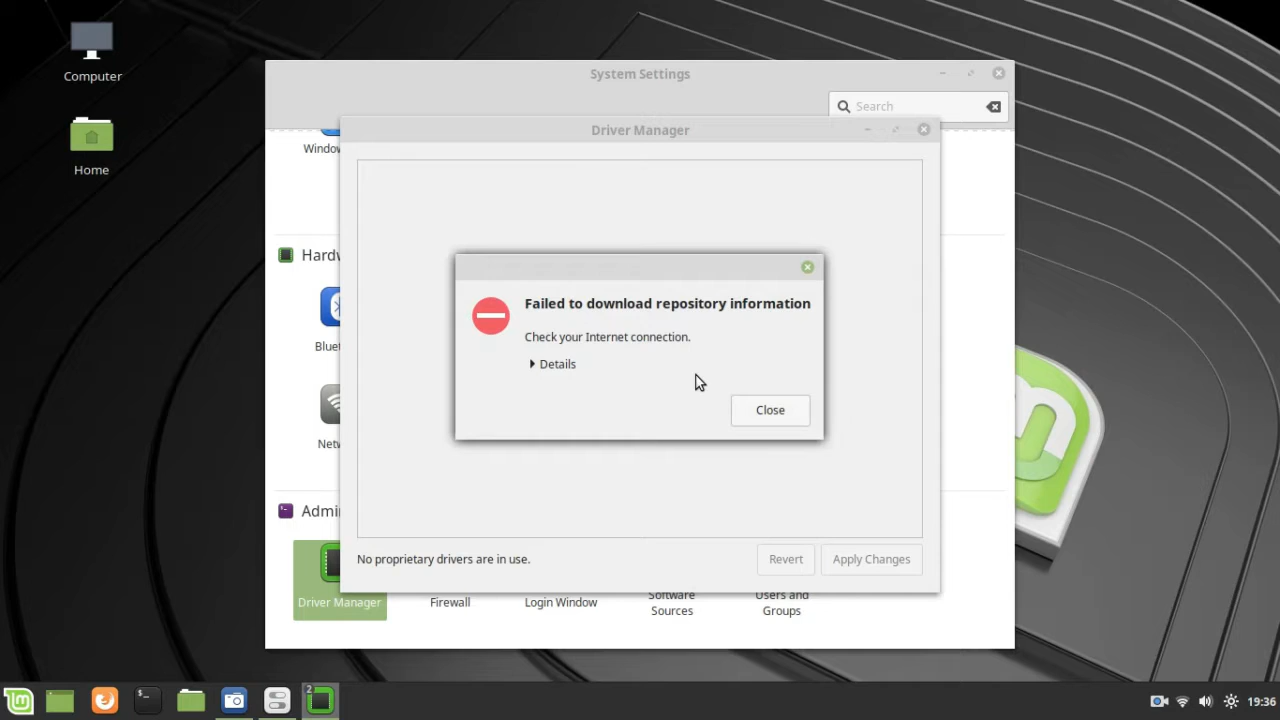 Computer
Home
System Settings
Search
Window
Driver Manager
Hardw
Bluet
Netw
Failed to download repository information
Check your Internet connection.
Details
Close
Admi
No proprietary drivers are in use.
Revert
Apply Changes
Driver Manager
Firewall
Login Window
Software
Sources
Users and
Groups
2
19:36